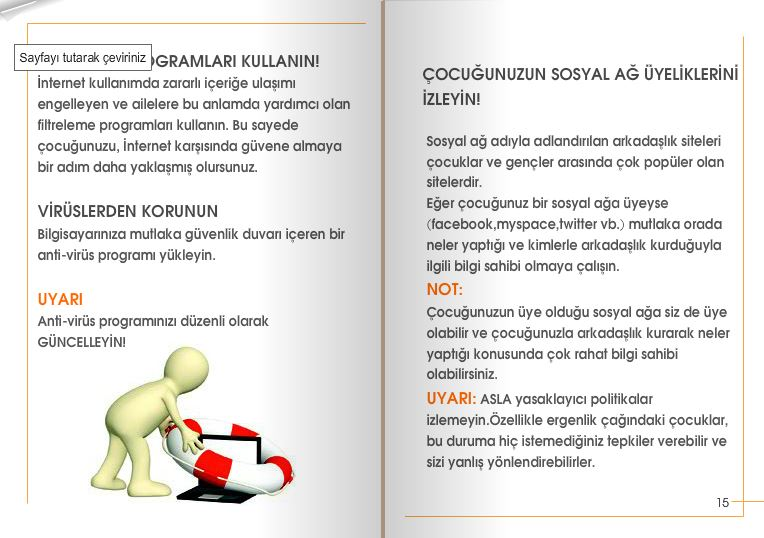 Sayfayı tutarak çeviriniz
OGRAMLARI KULLANIN!
İnternet kullanımda zararlı içeriğe ulaşımı
engelleyen ve ailelere bu anlamda yardımcı olan
filtreleme programları kullanın. Bu sayede
çocuğunuzu, İnternet karşısında güvene almaya
bir adım daha yaklaşmış olursunuz.
VİRÜSLERDEN KORUNUN
Bilgisayarınıza mutlaka güvenlik duvarı içeren bir
anti-virüs programı yükleyin.
UYARI
Anti-virüs programınızı düzenli olarak
GÜNCELLEYİN!
ÇOCUĞUNUZUN SOSYAL AĞ ÜYELİKLERİNİ
İZLEYİN!
Sosyal ağ adıyla adlandırılan arkadaşlık siteleri
çocuklar ve gençler arasında çok popüler olan
sitelerdir.
Eğer çocuğunuz bir sosyal ağa üyeyse
(facebook,myspace,twitter vb.) mutlaka orada
neler yaptığı ve kimlerle arkadaşlık kurduğuyla
ilgili bilgi sahibi olmaya çalışın.
NOT:
Çocuğunuzun üye olduğu sosyal ağa siz de üye
olabilir ve çocuğunuzla arkadaşlık kurarak neler
yaptığı konusunda çok rahat bilgi sahibi
olabilirsiniz.
UYARI: ASLA yasaklayıcı politikalar
izlemeyin.Özellikle ergenlik çağındaki çocuklar,
bu duruma hiç istemediğiniz tepkiler verebilir ve
sizi yanlış yönlendirebilirler.
15